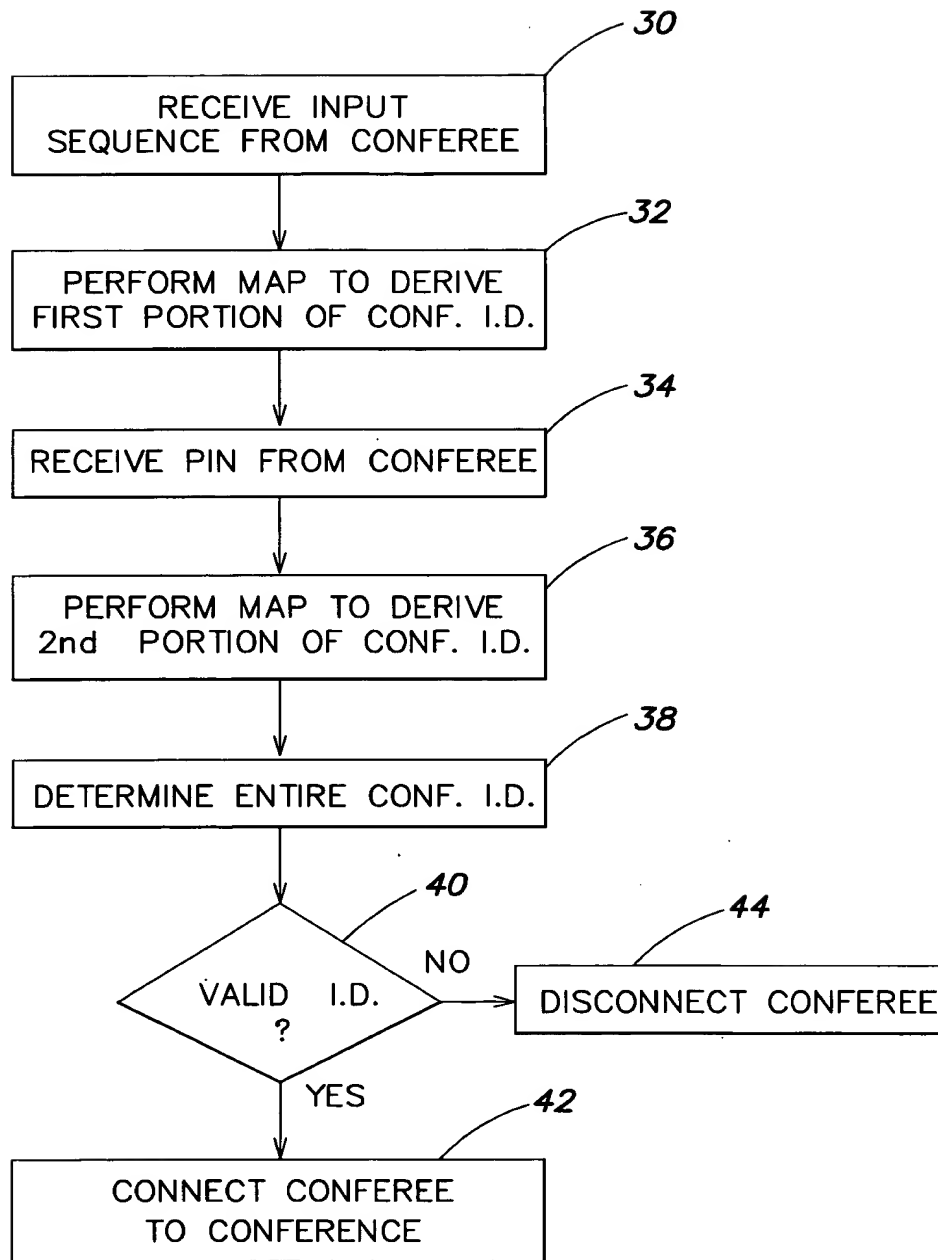 30
RECEIVE INPUT
SEQUENCE FROM CONFEREE
32
PERFORM MAP TO DERIVE
FIRST PORTION OF CONF. I.D.
34
RECEIVE PIN FROM CONFEREE
36
PERFORM MAP TO DERIVE
2nd PORTION OF CONF. I.D.
38
DETERMINE ENTIRE CONF. I.D.
40
VALID I.D.
?
NO
44
DISCONNECT CONFEREE
YES
42
CONNECT CONFEREE
TO CONFERENCE